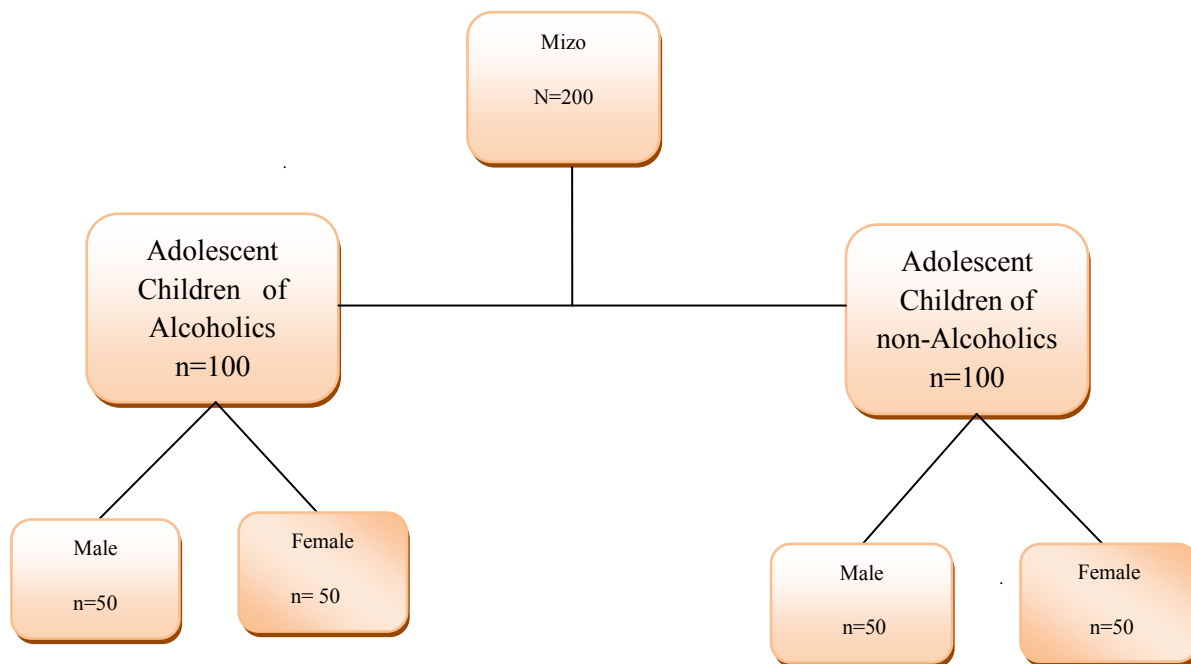 Mizo
N=200
Adolescent
Children of
Alcoholics
n=100
Adolescent
Children of
non-Alcoholics
n=100
Male
n=50
Female
n= 50
Male
n=50
Female
n=50